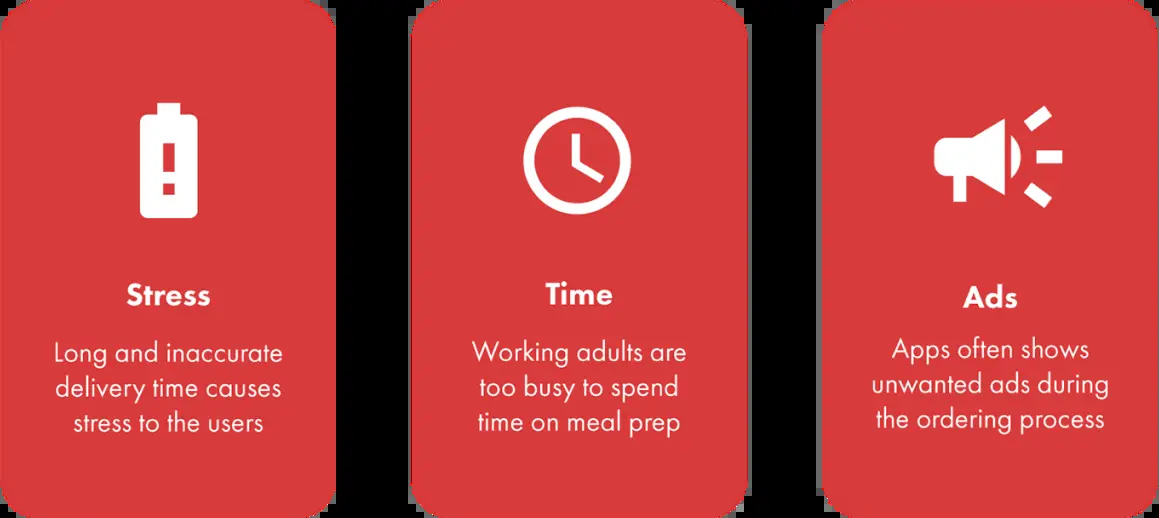 Stress
Long and inaccurate
delivery time causes
stress to the users
Time
Working adults are
too busy to spend
time on meal prep
Ads
Apps often shows
unwanted ads during
the ordering process